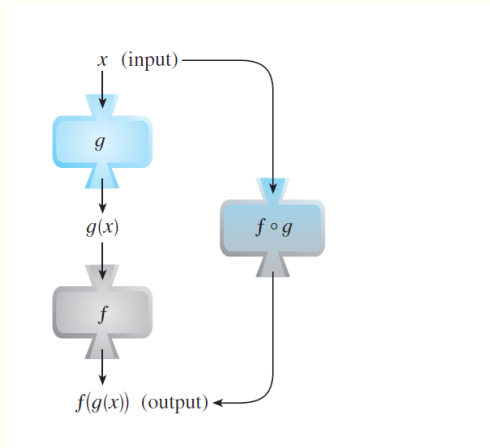 x (input)
g
g(x)
f ∘ g
f
f(g(x)) (output)